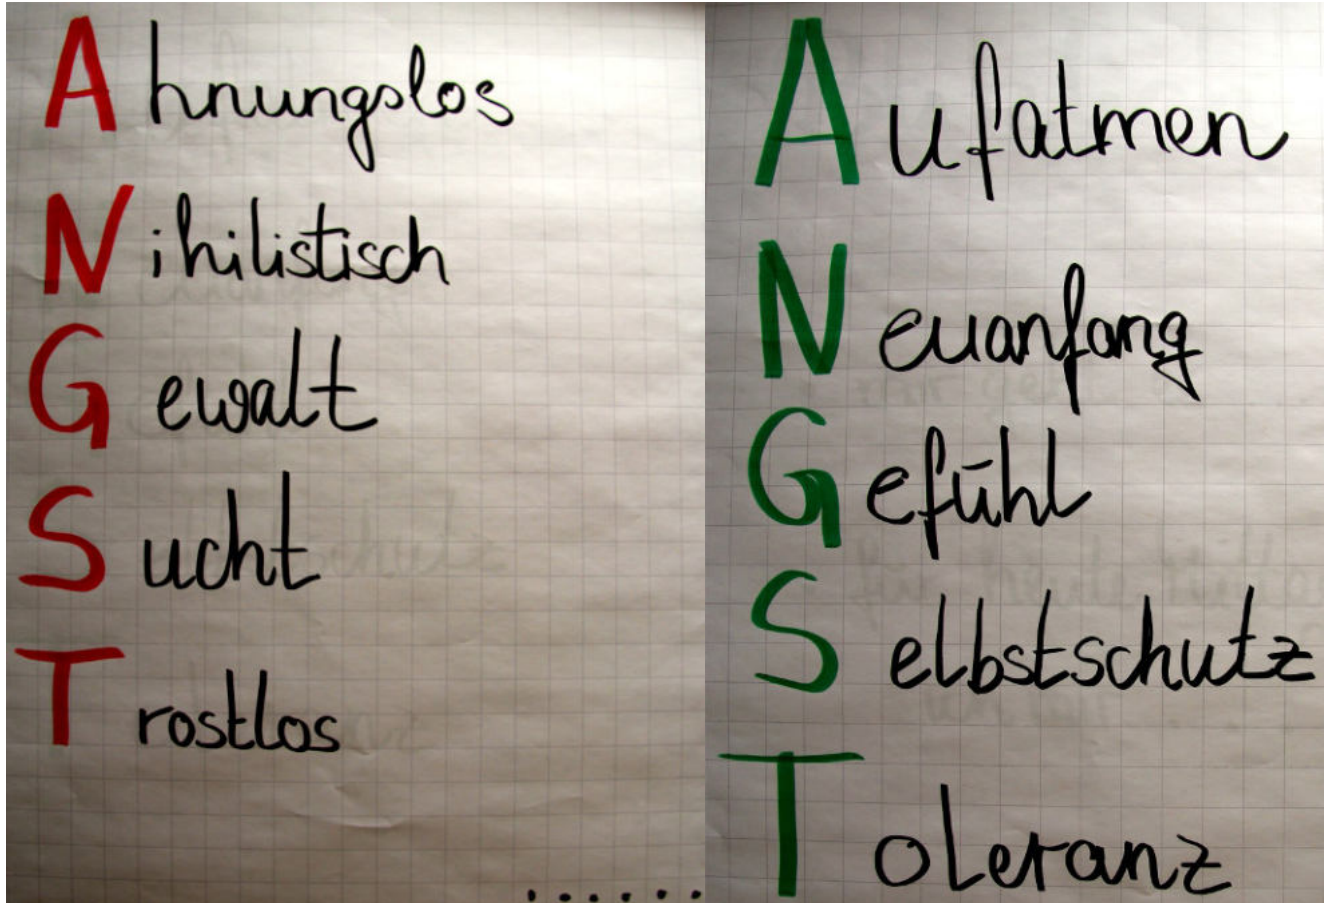 Ahnungslos
Nihilistisch
Gewalt
Sucht
Trostlos
......
Aufatmen
Neuanfang
Gefühl
Selbstschutz
Toleranz